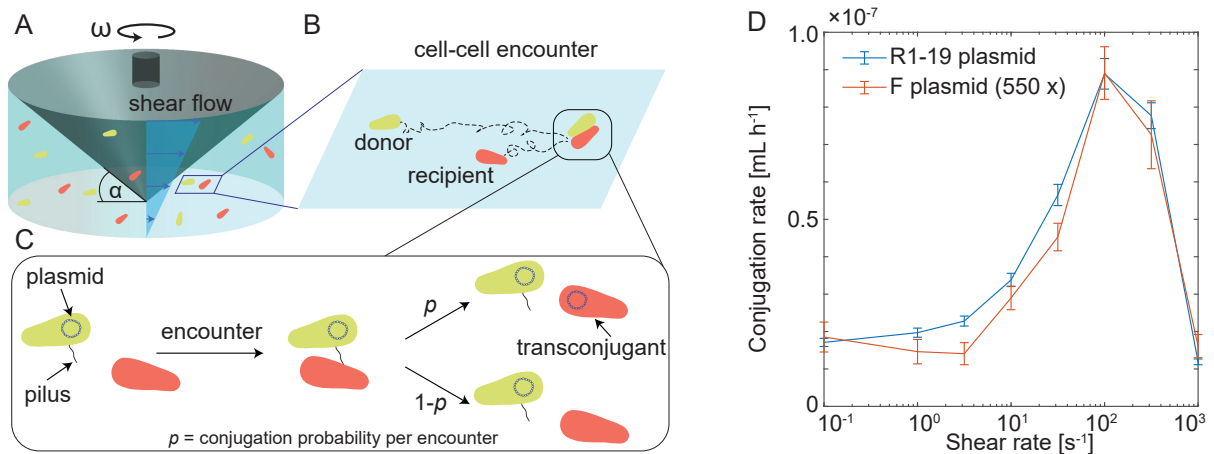 A
ω
shear flow
α
B
cell-cell encounter
donor
recipient
C
plasmid
pilus
encounter
p
1-p
transconjugant
p = conjugation probability per encounter
D
×10⁻⁷
R1-19 plasmid
F plasmid (550 x)
Conjugation rate [mL h⁻¹]
1.0
0.5
0
10⁻¹
10⁰
10¹
10²
10³
Shear rate [s⁻¹]